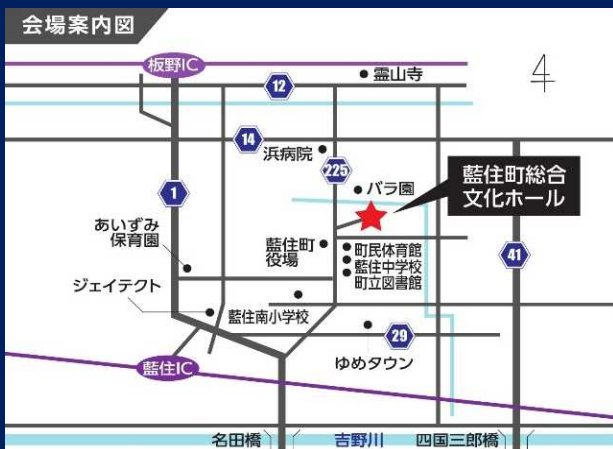 会場案内図
板野IC
霊山寺
12
14
浜病院
225
バラ園
藍住町総合
文化ホール
1
あいずみ
保育園
藍住町
役場
町民体育館
藍住中学校
町立図書館
41
ジェイテクト
藍住南小学校
29
ゆめタウン
藍住IC
名田橋
吉野川
四国三郎橋